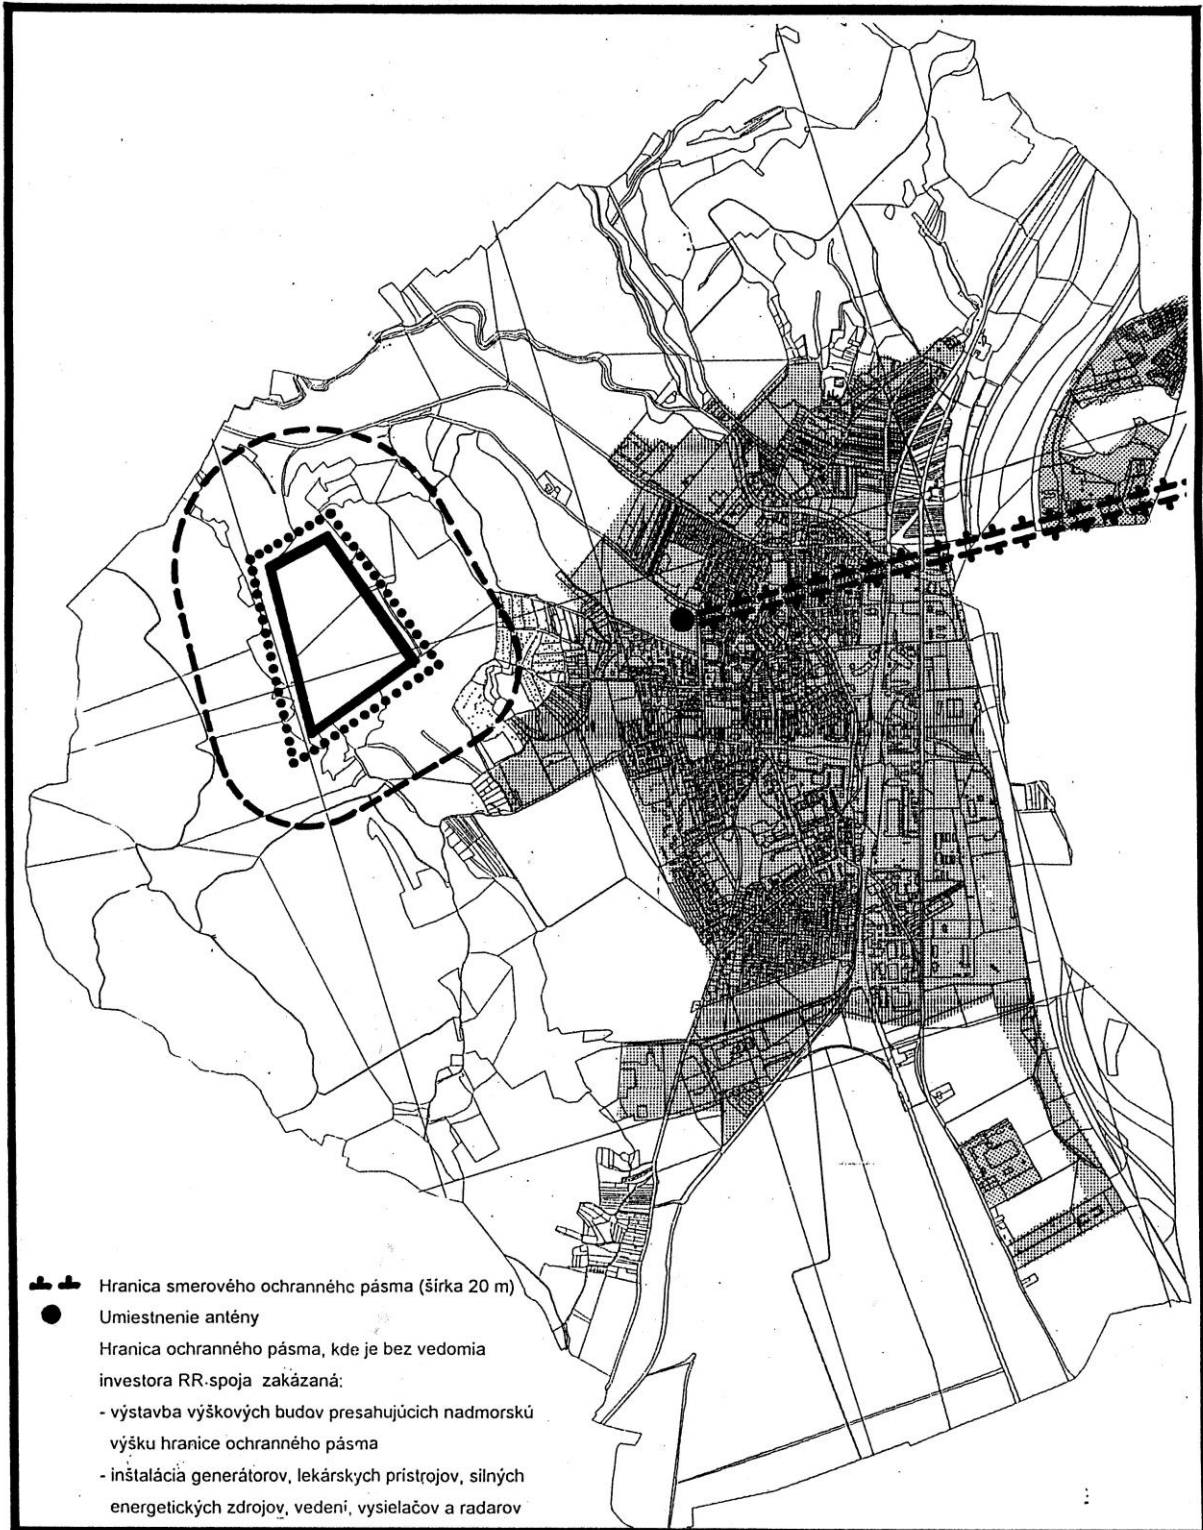 Hranica smerového ochrannéhc pásma (šírka 20 m)
Umiestnenie antény
Hranica ochranného pásma, kde je bez vedomia
investora RR spoja zakázaná:
- výstavba výškových budov presahujúcich nadmorskú
výšku hranice ochranného pásma
- inštalácia generátorov, lekárskych prístrojov, silných
energetických zdrojov, vedení, vysielačov a radarov